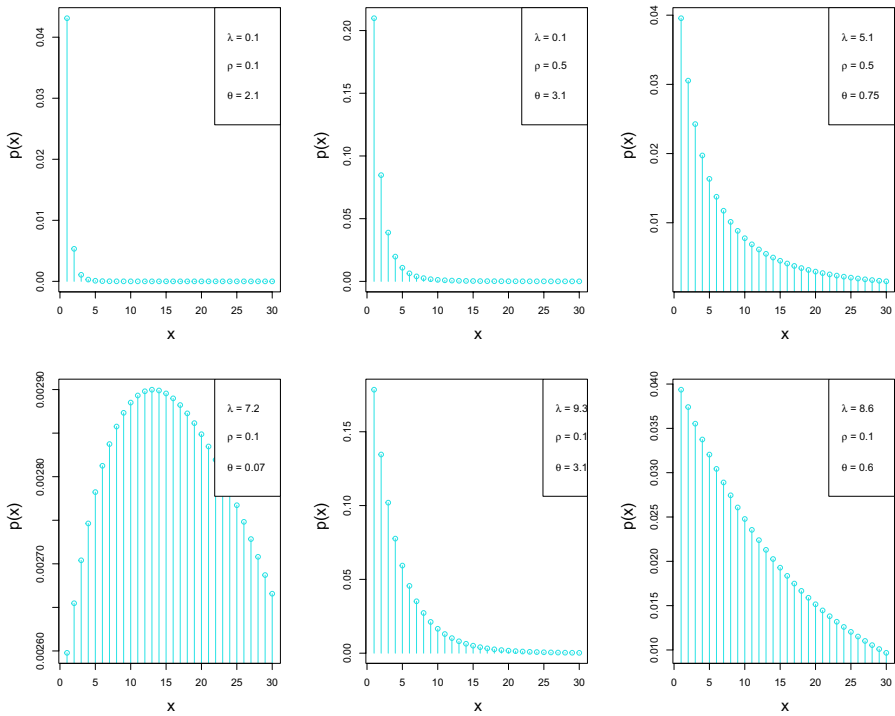 p(x)
0.00
0.01
0.02
0.03
0.04
λ = 0.1
ρ = 0.1
θ = 2.1
0 5 10 15 20 25 30
x
p(x)
0.00
0.05
0.10
0.15
0.20
λ = 0.1
ρ = 0.5
θ = 3.1
0 5 10 15 20 25 30
x
p(x)
0.01
0.02
0.03
0.04
λ = 5.1
ρ = 0.5
θ = 0.75
0 5 10 15 20 25 30
x
p(x)
0.00260
0.00270
0.00280
0.00290
λ = 7.2
ρ = 0.1
θ = 0.07
0 5 10 15 20 25 30
x
p(x)
0.00
0.05
0.10
0.15
λ = 9.3
ρ = 0.1
θ = 3.1
0 5 10 15 20 25 30
x
p(x)
0.010
0.015
0.020
0.025
0.030
0.035
0.040
λ = 8.6
ρ = 0.1
θ = 0.6
0 5 10 15 20 25 30
x